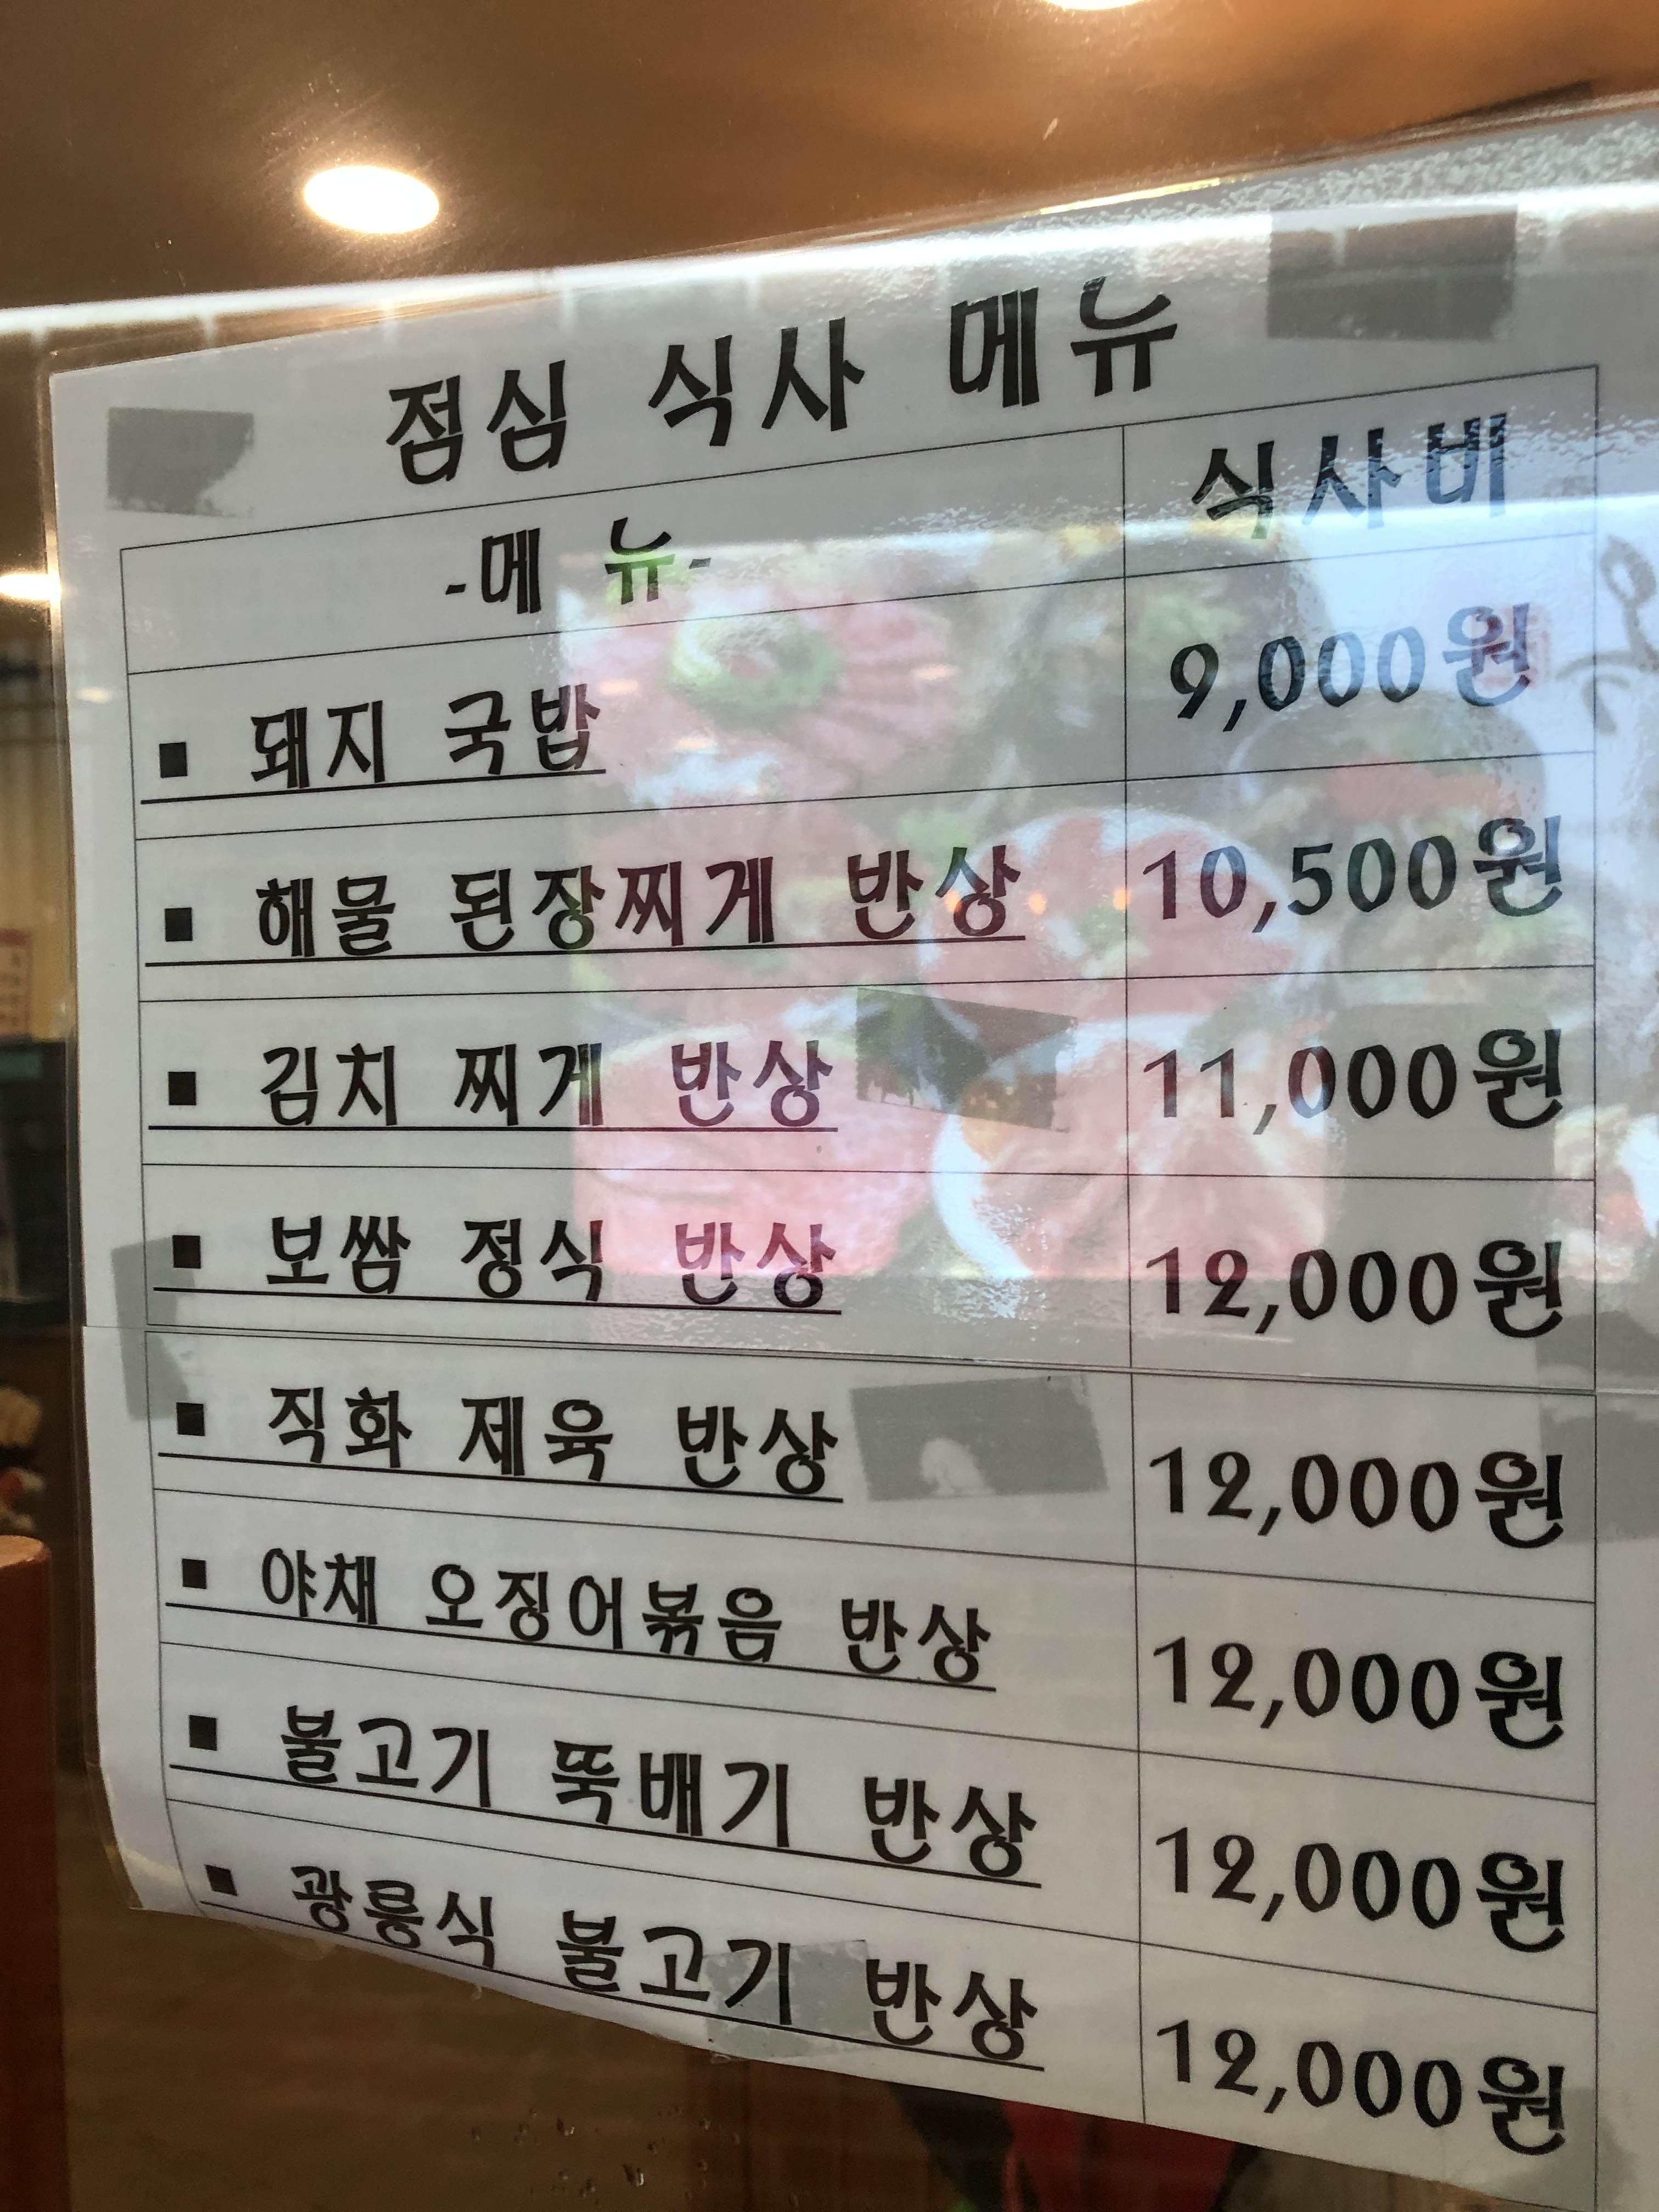 점심 식사 메뉴
-메 뉴- 식사비
▪ 돼지 국밥 9,000원
▪ 해물 된장찌게 반상 10,500원
▪ 김치 찌게 반상 11,000원
▪ 보쌈 정식 반상 12,000원
▪ 직화 제육 반상 12,000원
▪ 야채 오징어볶음 반상 12,000원
▪ 불고기 뚝배기 반상 12,000원
▪ 광릉식 불고기 반상 12,000원